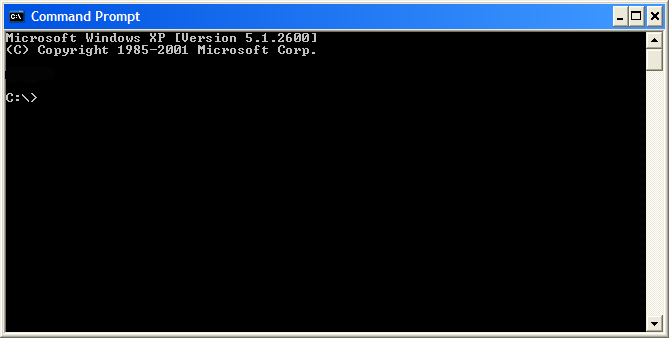 Command Prompt
Microsoft Windows XP [Version 5.1.2600]
(C) Copyright 1985-2001 Microsoft Corp.
C:\>